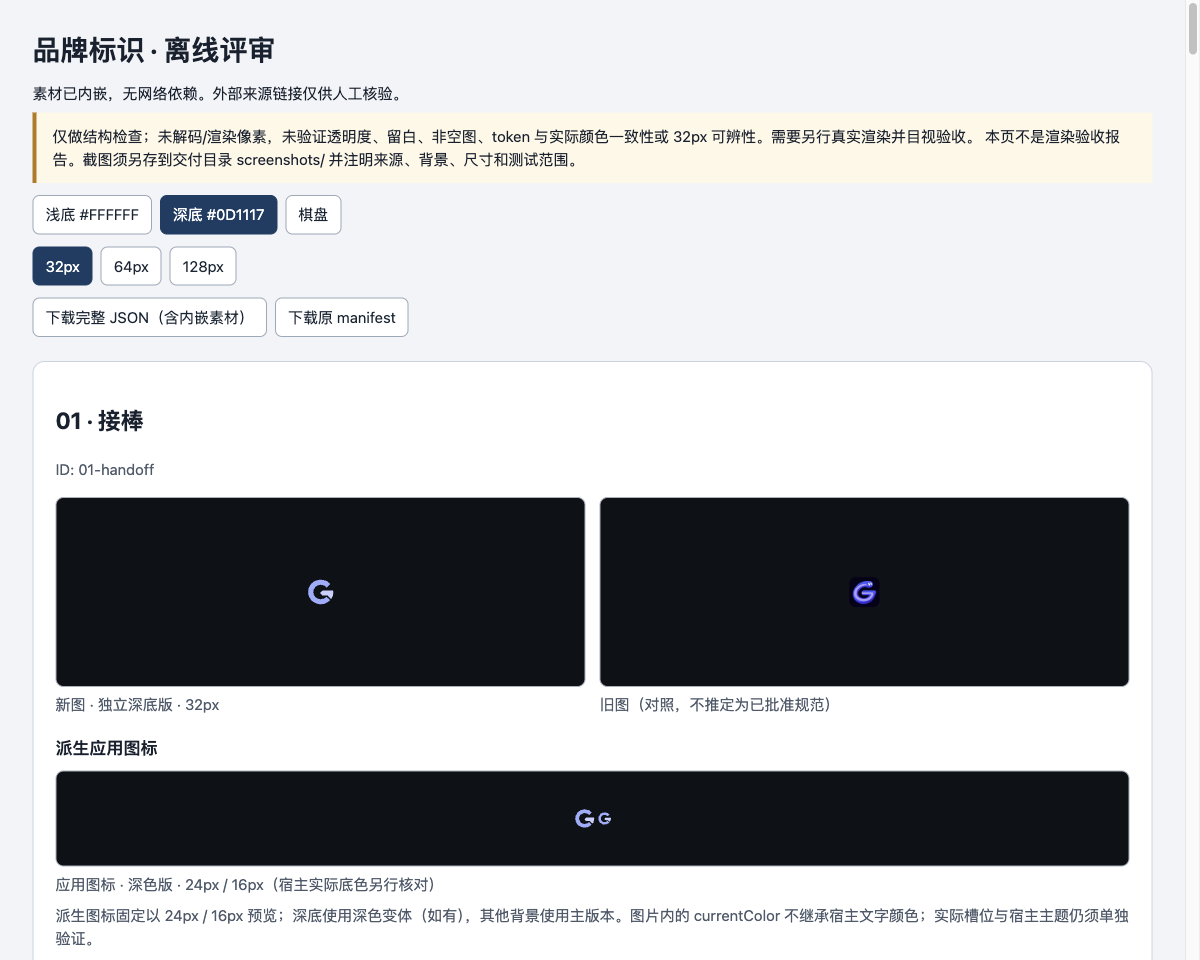 品牌标识 · 离线评审
素材已内嵌，无网络依赖。外部来源链接仅供人工核验。
仅做结构检查；未解码/渲染像素，未验证透明度、留白、非空图、token 与实际颜色一致性或 32px 可辨性。需要另行真实渲染并目视验收。 本页不是渲染验收报
告。截图须另存到交付目录 screenshots/ 并注明来源、背景、尺寸和测试范围。
浅底 #FFFFFF 深底 #0D1117 棋盘
32px 64px 128px
下载完整 JSON（含内嵌素材） 下载原 manifest
01 · 接棒
ID: 01-handoff
G G
新图 · 独立深底版 · 32px 旧图（对照，不推定为已批准规范）
派生应用图标
G G
应用图标 · 深色版 · 24px / 16px（宿主实际底色另行核对）
派生图标固定以 24px / 16px 预览；深底使用深色变体（如有），其他背景使用主版本。图片内的 currentColor 不继承宿主文字颜色；实际槽位与宿主主题仍须单独
验证。